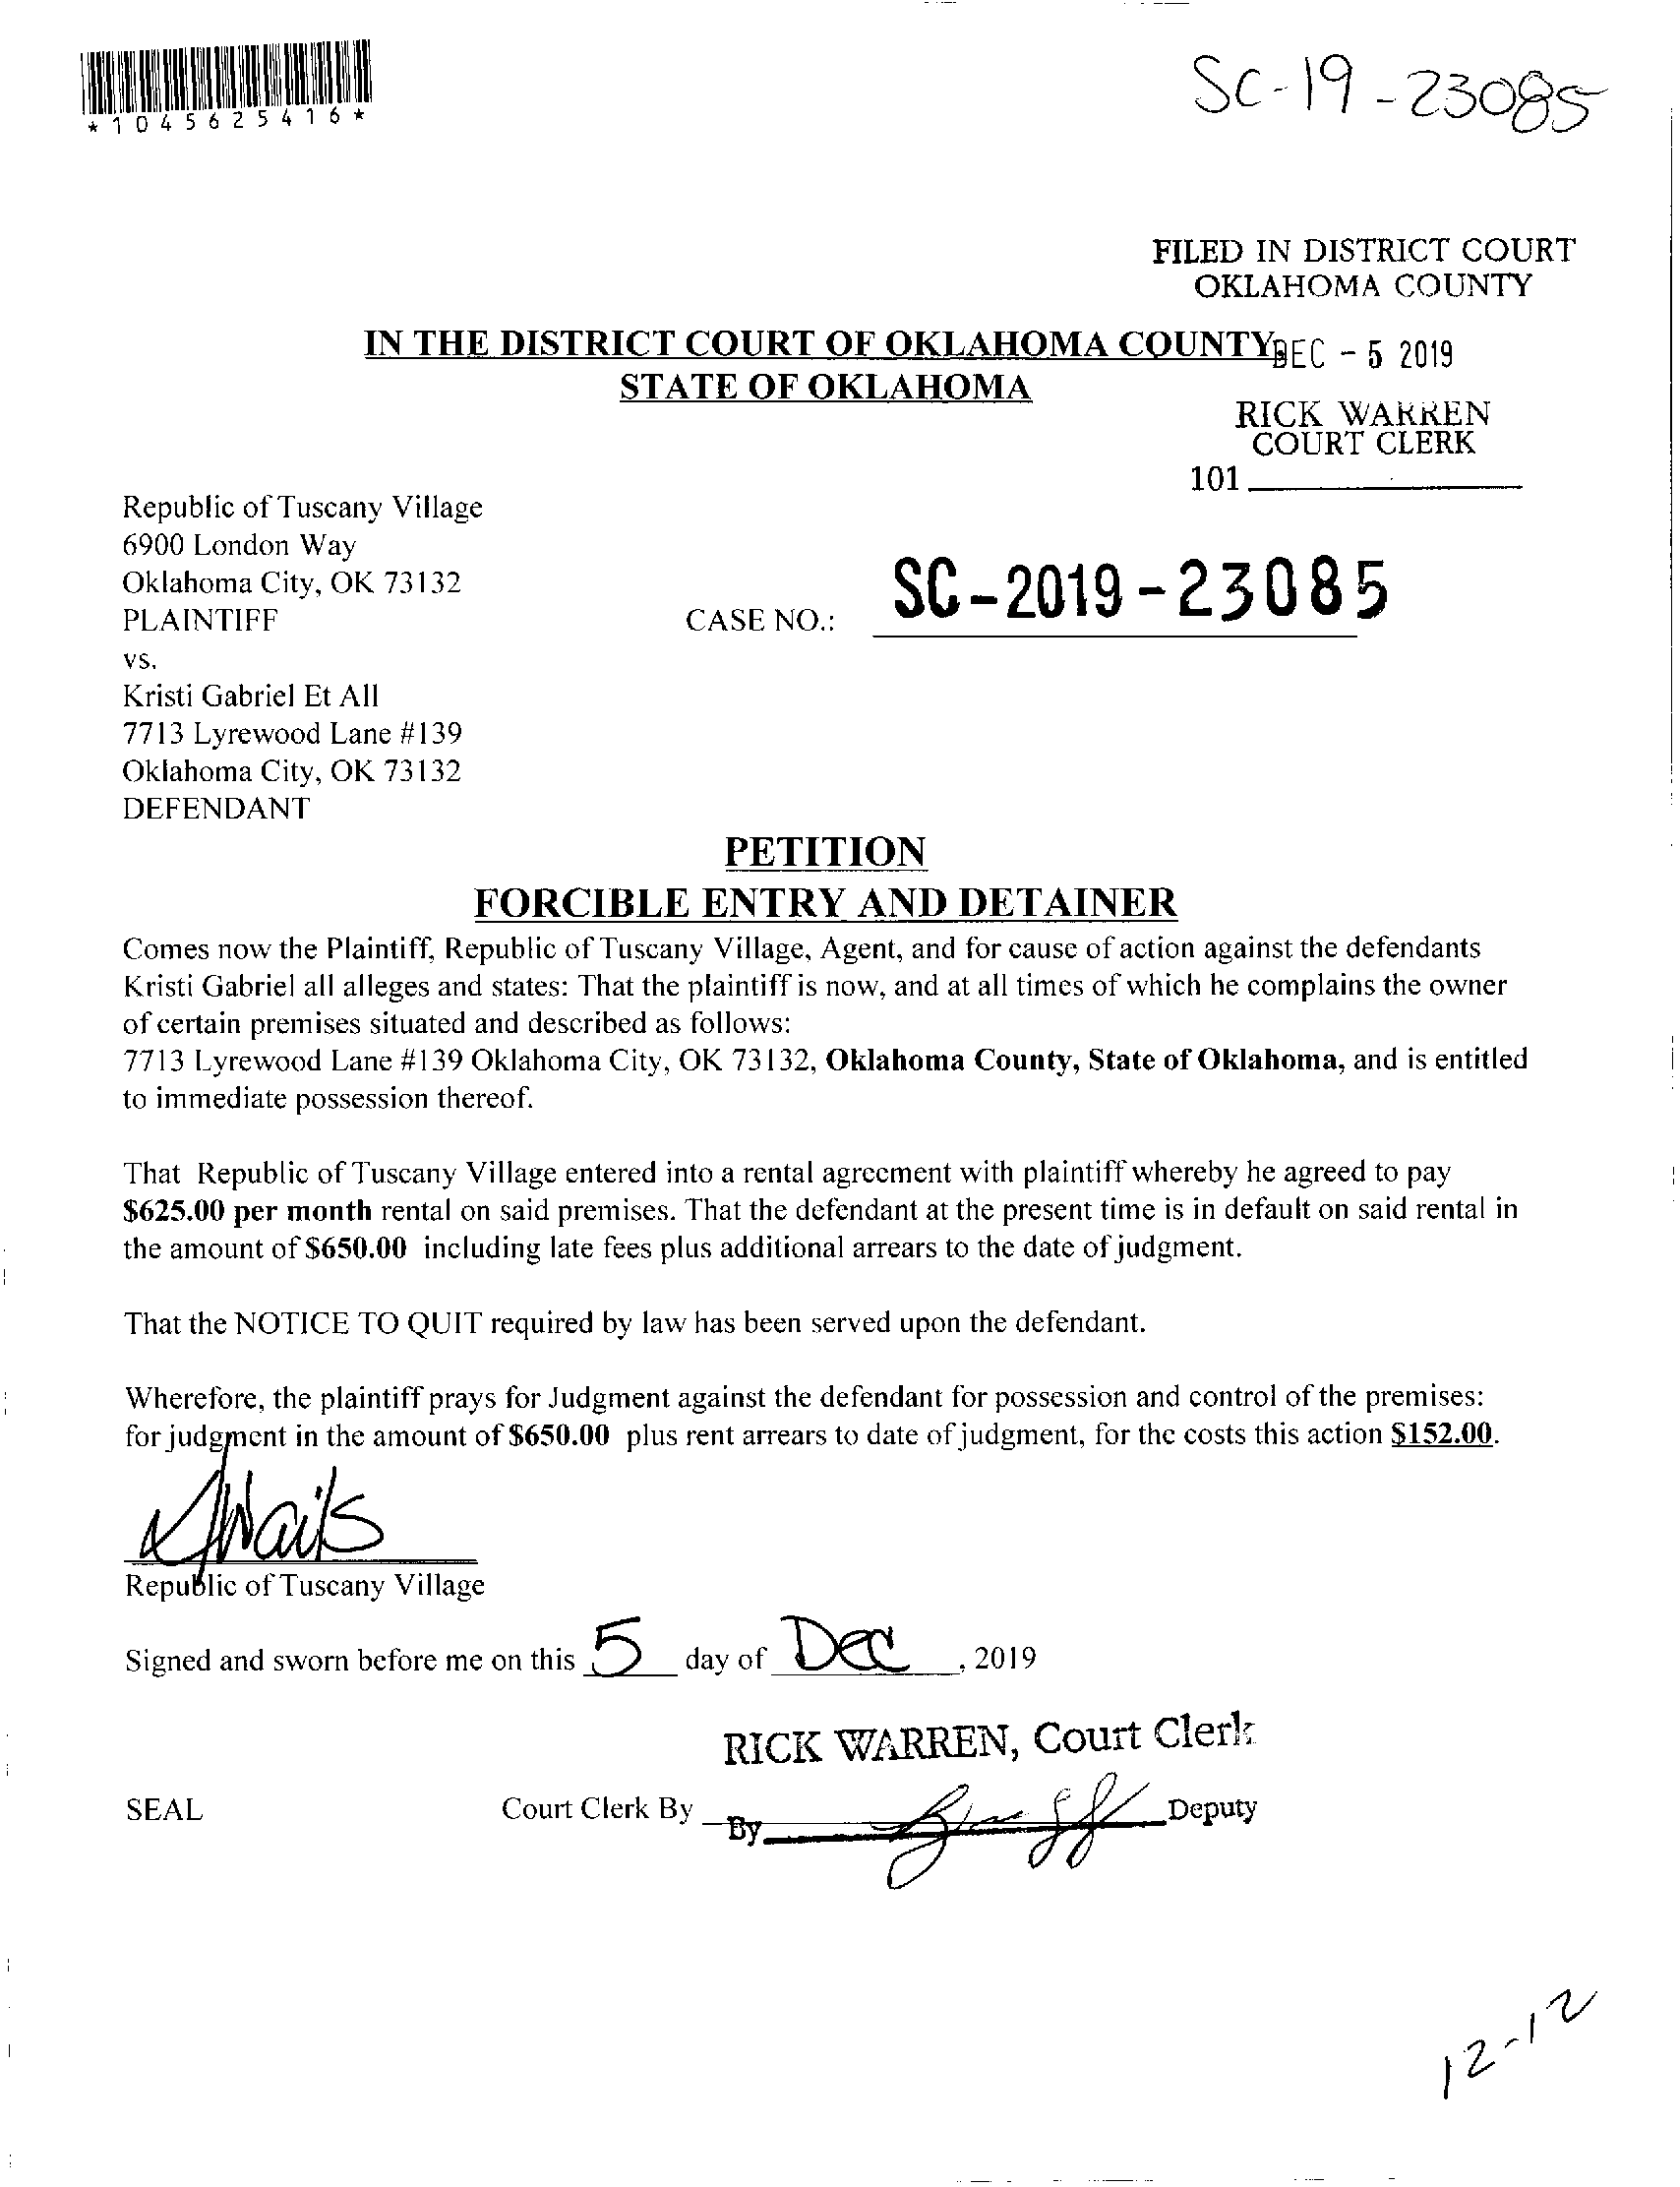 *1045625416*
SC-19-23085
FILED IN DISTRICT COURT
OKLAHOMA COUNTY
IN THE DISTRICT COURT OF OKLAHOMA COUNTY DEC - 5 2019
STATE OF OKLAHOMA
RICK WARREN
COURT CLERK
101
Republic of Tuscany Village
6900 London Way
Oklahoma City, OK 73132
PLAINTIFF
CASE NO.: SC-2019-23085
vs.
Kristi Gabriel Et All
7713 Lyrewood Lane #139
Oklahoma City, OK 73132
DEFENDANT
PETITION
FORCIBLE ENTRY AND DETAINER
Comes now the Plaintiff, Republic of Tuscany Village, Agent, and for cause of action against the defendants
Kristi Gabriel all alleges and states: That the plaintiff is now, and at all times of which he complains the owner
of certain premises situated and described as follows:
7713 Lyrewood Lane #139 Oklahoma City, OK 73132, Oklahoma County, State of Oklahoma, and is entitled
to immediate possession thereof.
That Republic of Tuscany Village entered into a rental agreement with plaintiff whereby he agreed to pay
$625.00 per month rental on said premises. That the defendant at the present time is in default on said rental in
the amount of $650.00 including late fees plus additional arrears to the date of judgment.
That the NOTICE TO QUIT required by law has been served upon the defendant.
Wherefore, the plaintiff prays for Judgment against the defendant for possession and control of the premises:
for judgment in the amount of $650.00 plus rent arrears to date of judgment, for the costs this action $152.00.
Republic of Tuscany Village
Signed and sworn before me on this 5 day of Dec, 2019
RICK WARREN, Court Clerk
SEAL
Court Clerk By By Deputy
12-12